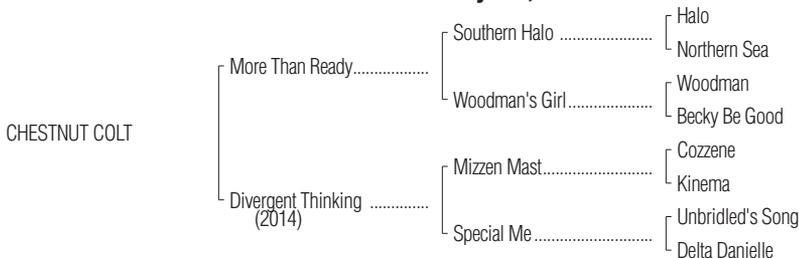 Halo
Southern Halo ....................
Northern Sea
More Than Ready..................
Woodman
Woodman's Girl....................
Becky Be Good
CHESTNUT COLT
Cozzene
Mizzen Mast........................
Kinema
Divergent Thinking ..............
(2014)
Unbridled's Song
Special Me..........................
Delta Danielle